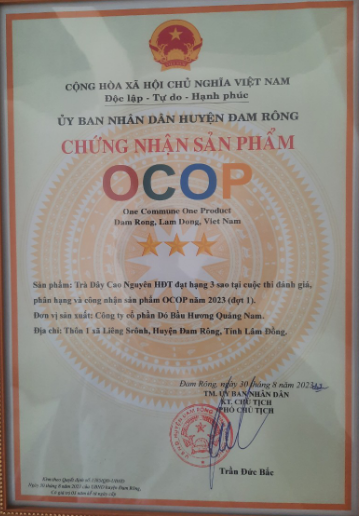 CỘNG HÒA XÃ HỘI CHỦ NGHĨA VIỆT NAM
Độc lập - Tự do - Hạnh phúc
ỦY BAN NHÂN DÂN HUYỆN ĐAM RÔNG
CHỨNG NHẬN SẢN PHẨM
OCOP
One Commune One Product
Dam Rong, Lam Dong, Viet Nam
Sản phẩm: Trà Dây Cao Nguyên HĐT đạt hạng 3 sao tại cuộc thi đánh giá,
phân hạng và công nhận sản phẩm OCOP năm 2023 (đợt 1).
Đơn vị sản xuất: Công ty cổ phần Dó Bầu Hương Quảng Nam.
Địa chỉ: Thôn 1 xã Liêng Srônh, Huyện Đam Rông, Tỉnh Lâm Đồng.
Đam Rông, ngày 30 tháng 8 năm 2023
TM. ỦY BAN NHÂN DÂN
KT. CHỦ TỊCH
PHÓ CHỦ TỊCH
Trần Đức Bắc